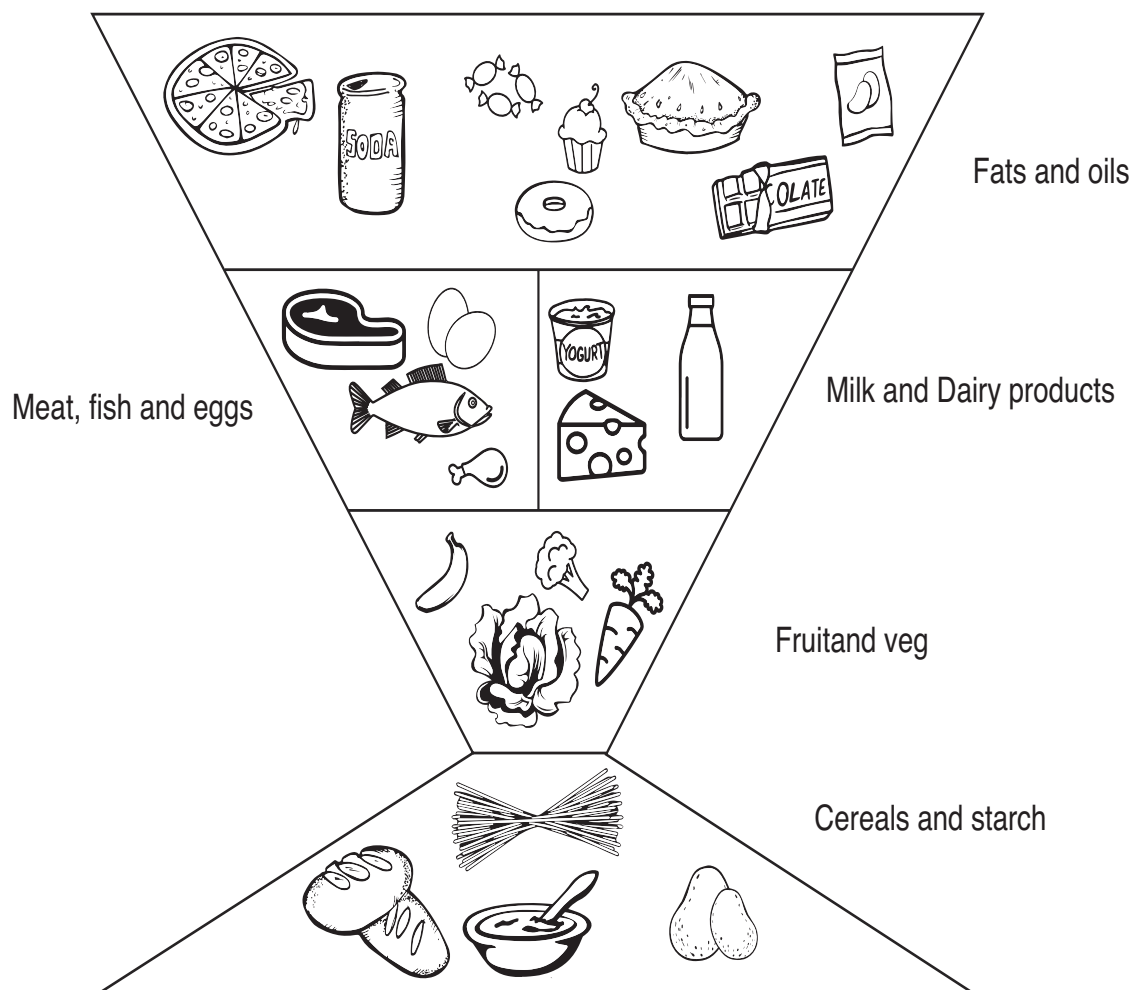 SODA
OLATE
Fats and oils
YOGURT
Milk and Dairy products
Meat, fish and eggs
Fruitand veg
Cereals and starch